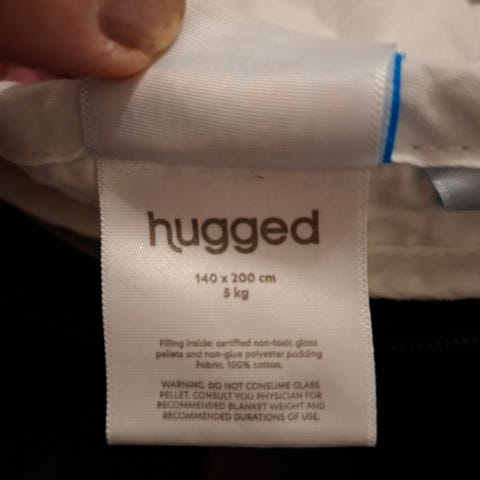 hugged
140 x 200 cm
5 kg
Filling inside: certified non-toxic glass
pellets and non-glue polyester padding
Fabric: 100% cotton.
WARNING. DO NOT CONSUME GLASS
PELLET. CONSULT YOU PHYSICIAN FOR
RECOMMENDED BLANKET WEIGHT AND
RECOMMENDED DURATIONS OF USE.